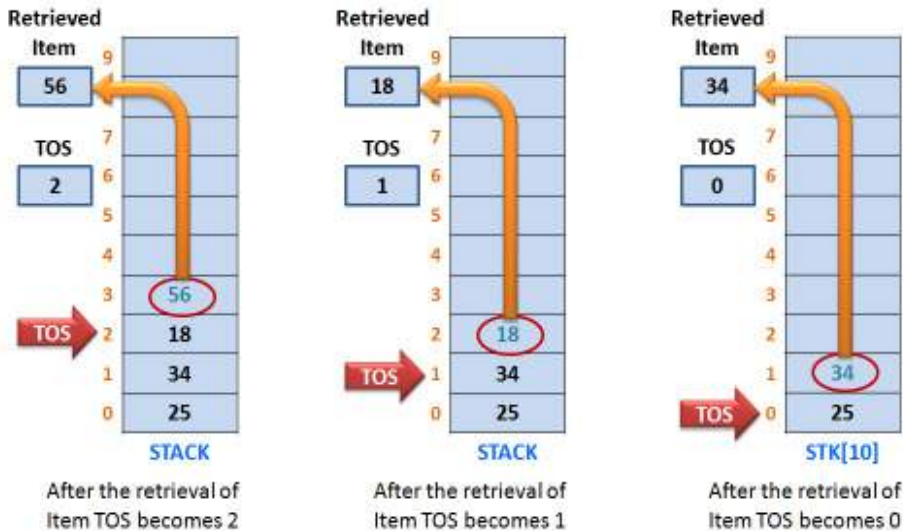 Retrieved
Item
56
TOS
2
9
7
6
5
4
3
2
1
0
56
18
34
25
TOS
STACK
After the retrieval of
Item TOS becomes 2
Retrieved
Item
18
TOS
1
9
7
6
5
4
3
2
1
0
18
34
25
TOS
STACK
After the retrieval of
Item TOS becomes 1
Retrieved
Item
34
TOS
0
9
7
6
5
4
3
2
1
0
34
25
TOS
STK[10]
After the retrieval of
Item TOS becomes 0